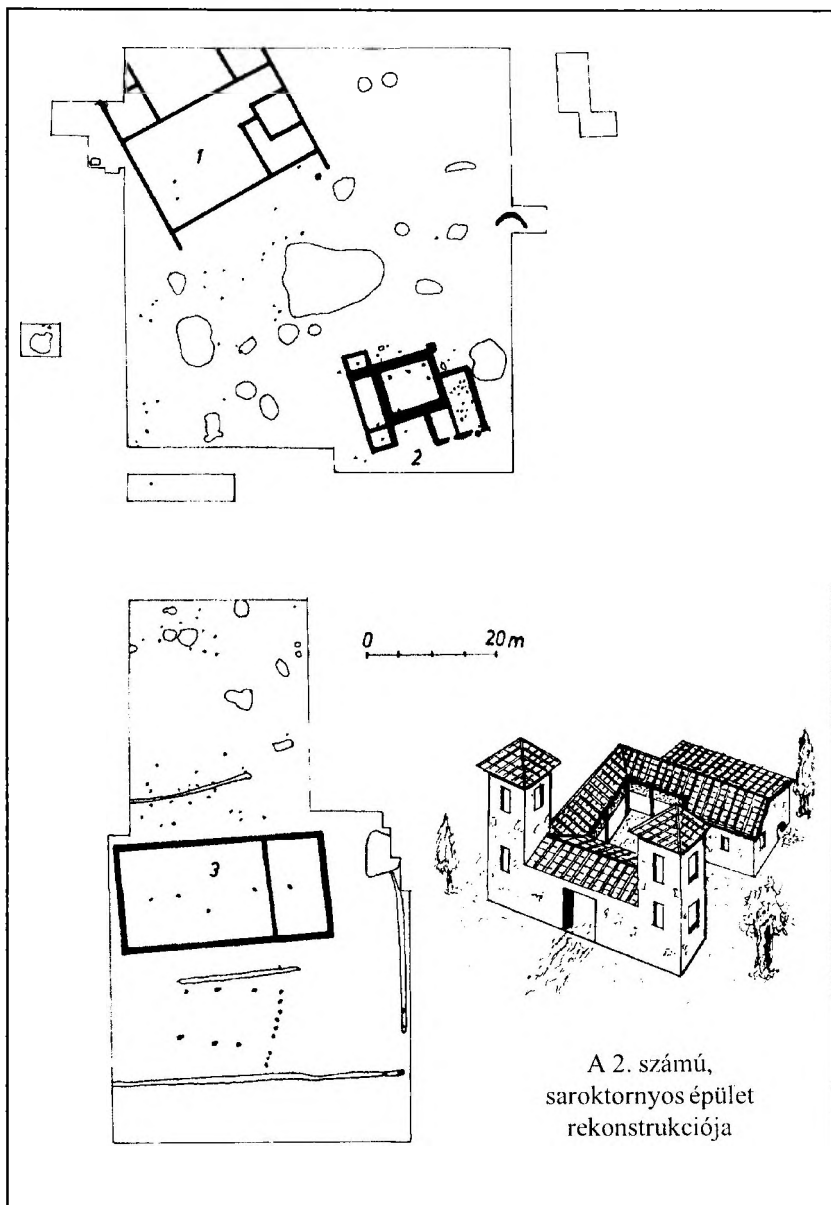 1
2
0 20 m
3
A 2. számú,
saroktornyos épület
rekonstrukciója